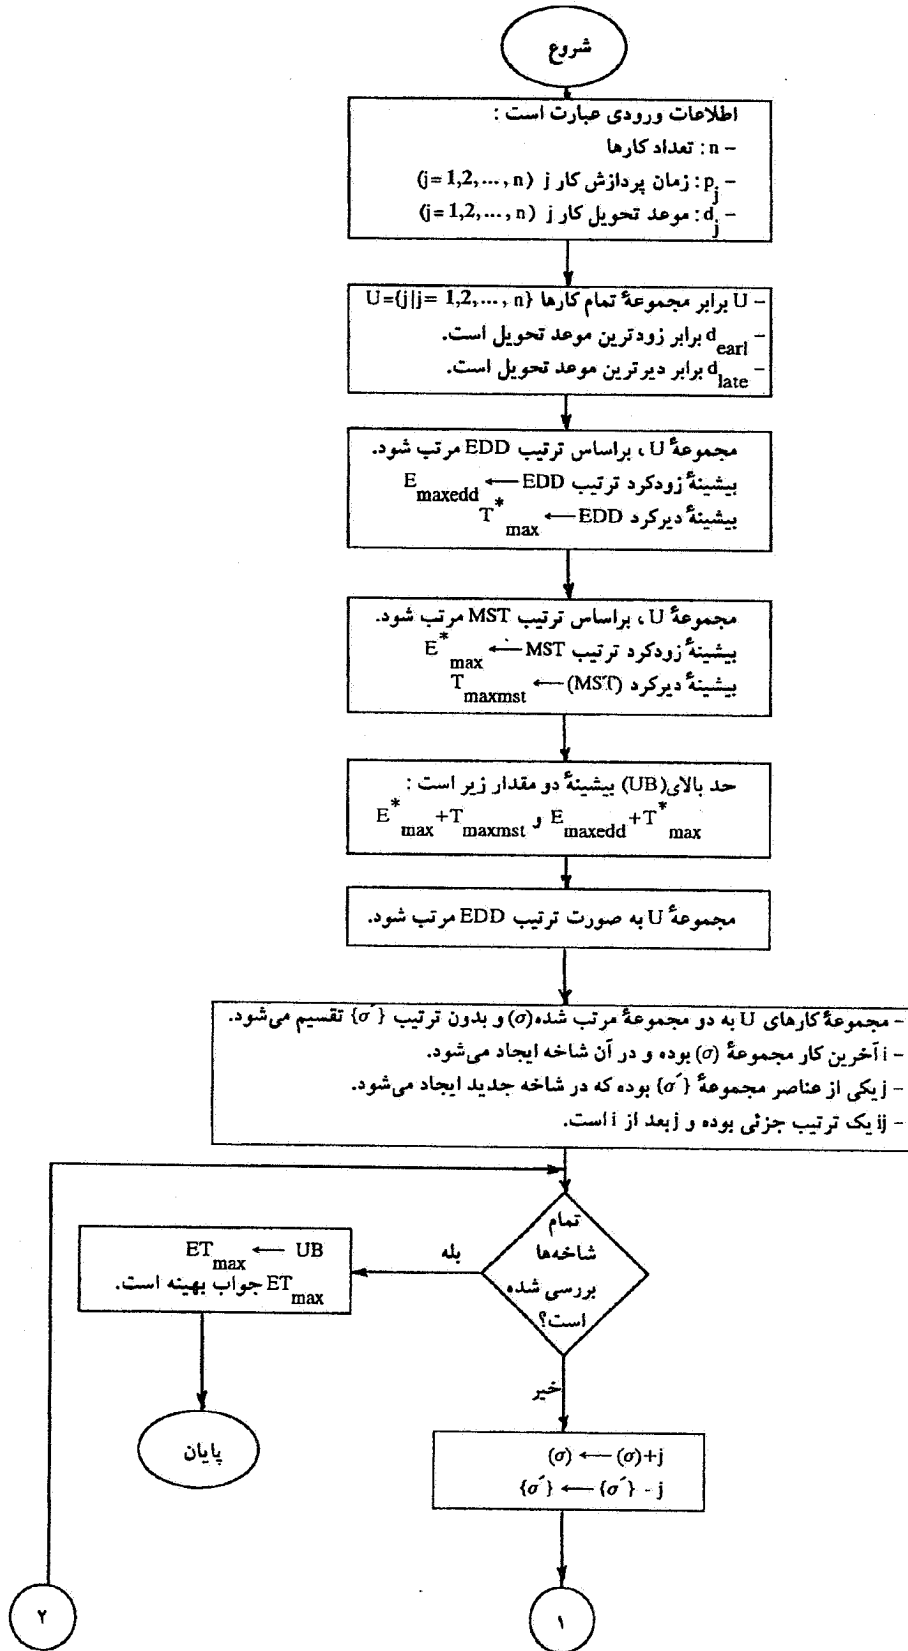 شروع
اطلاعات ورودی عبارت است :
- n : تعداد کارها
- p_j : زمان پردازش کار j (j=1,2,...,n)
- d_j : موعد تحویل کار j (j=1,2,...,n)
- U برابر مجموعهٔ تمام کارها U={j|j= 1,2,...,n}
- d_earl برابر زودترین موعد تحویل است.
- d_late برابر دیرترین موعد تحویل است.
مجموعهٔ U ، براساس ترتیب EDD مرتب شود.
بیشینهٔ زودکرد ترتیب EDD ← E_maxedd
بیشینهٔ دیرکرد EDD ← T*_max
مجموعهٔ U ، براساس ترتیب MST مرتب شود.
بیشینهٔ زودکرد ترتیب MST ← E*_max
بیشینهٔ دیرکرد (MST) ← T_maxmst
حد بالای(UB) بیشینهٔ دو مقدار زیر است :
E*_max+T_maxmst و E_maxedd+T*_max
مجموعهٔ U به صورت ترتیب EDD مرتب شود.
- مجموعهٔ کارهای U به دو مجموعهٔ مرتب شده(σ) و بدون ترتیب {σ´} تقسیم می‌شود.
- i آخرین کار مجموعهٔ (σ) بوده و در آن شاخه ایجاد می‌شود.
- j یکی از عناصر مجموعهٔ {σ´} بوده که در شاخه جدید ایجاد می‌شود.
- ij یک ترتیب جزئی بوده و j بعد از i است.
تمام
شاخه‌ها
بررسی شده
است؟
بله
ET_max ← UB
ET_max جواب بهینه است.
پایان
خیر
(σ) ← (σ)+j
{σ´} ← {σ´} - j
۲
۱